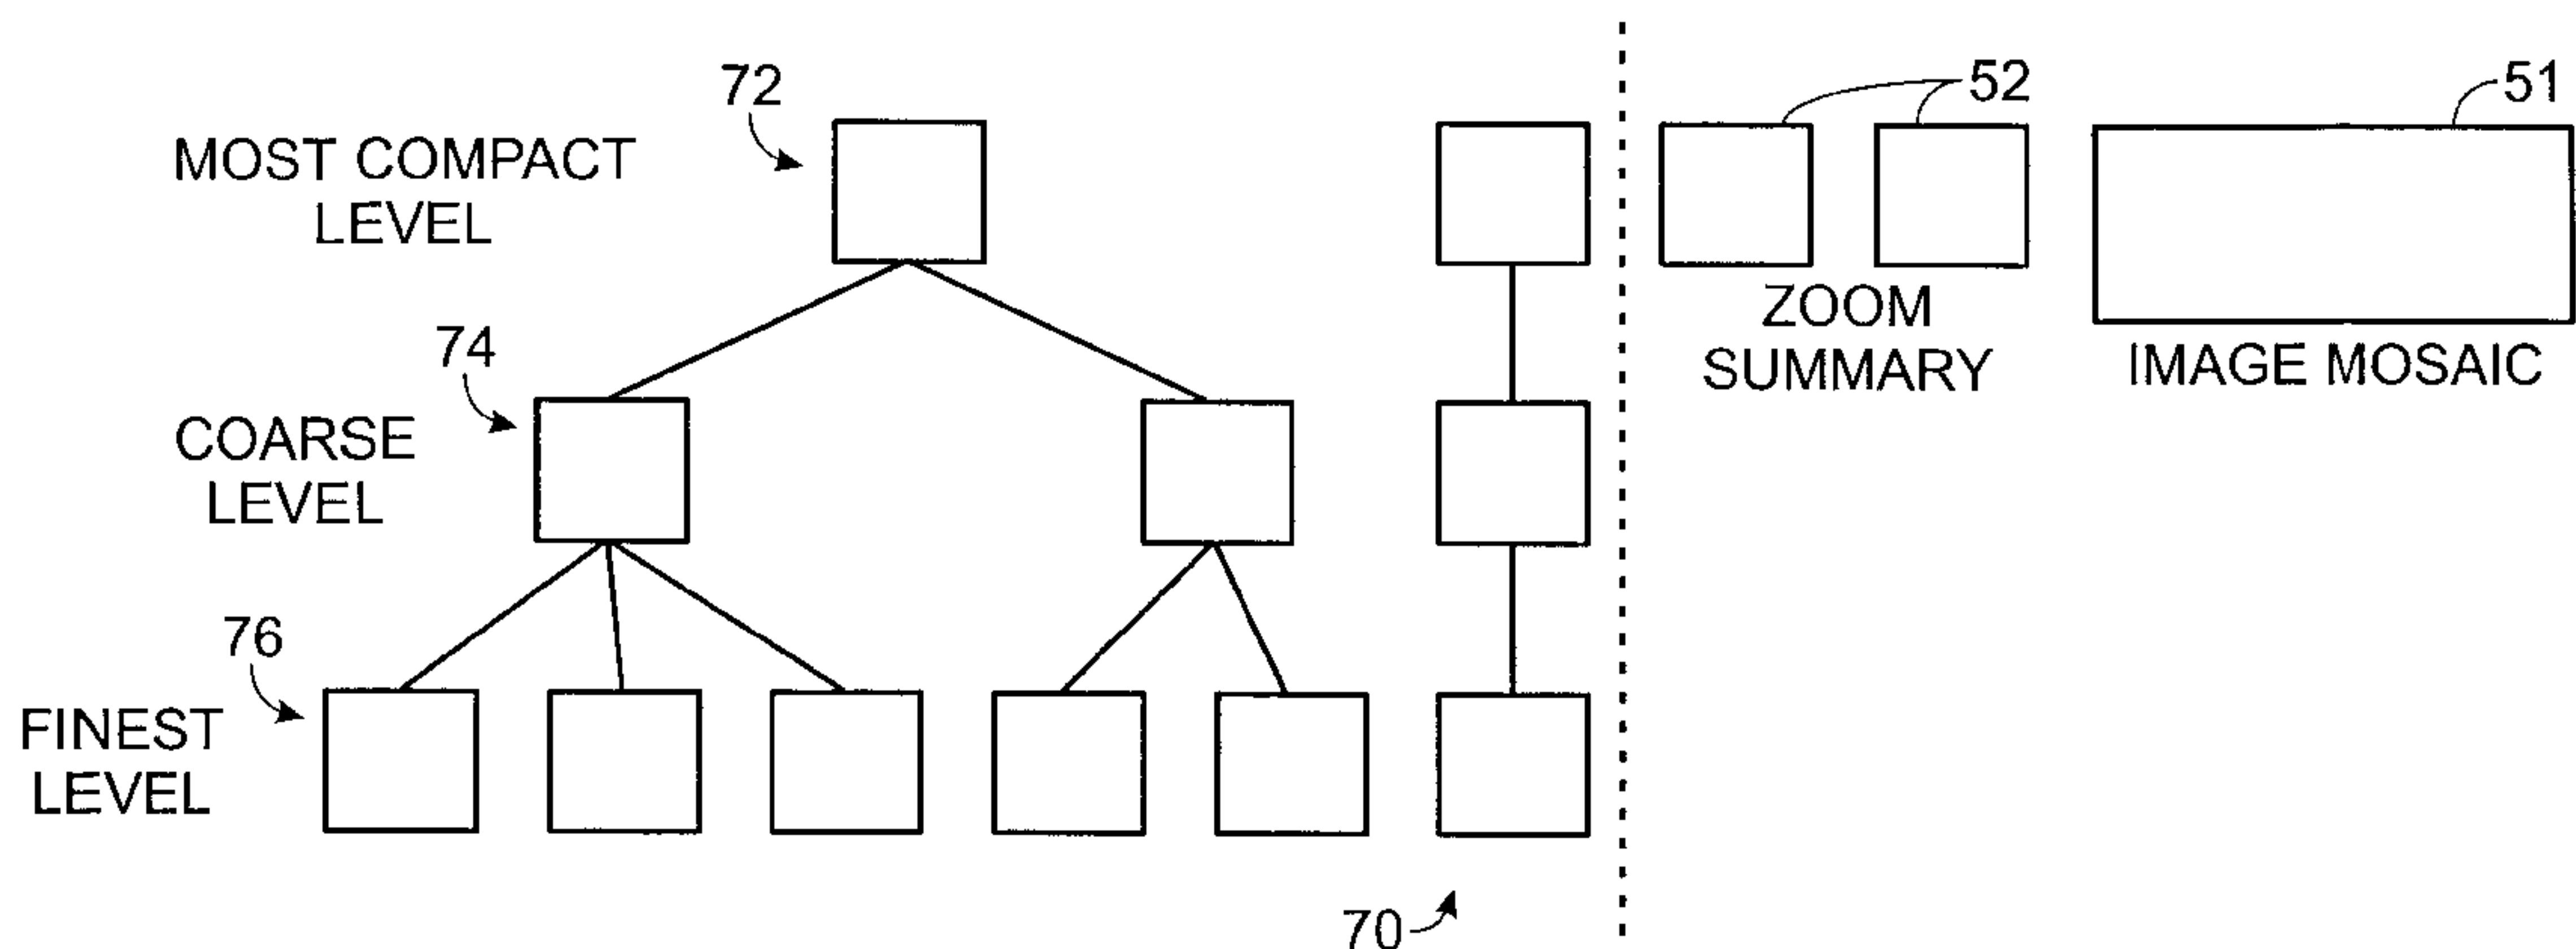 72
52
51
MOST COMPACT
LEVEL
ZOOM
SUMMARY
IMAGE MOSAIC
74
COARSE
LEVEL
76
FINEST
LEVEL
70